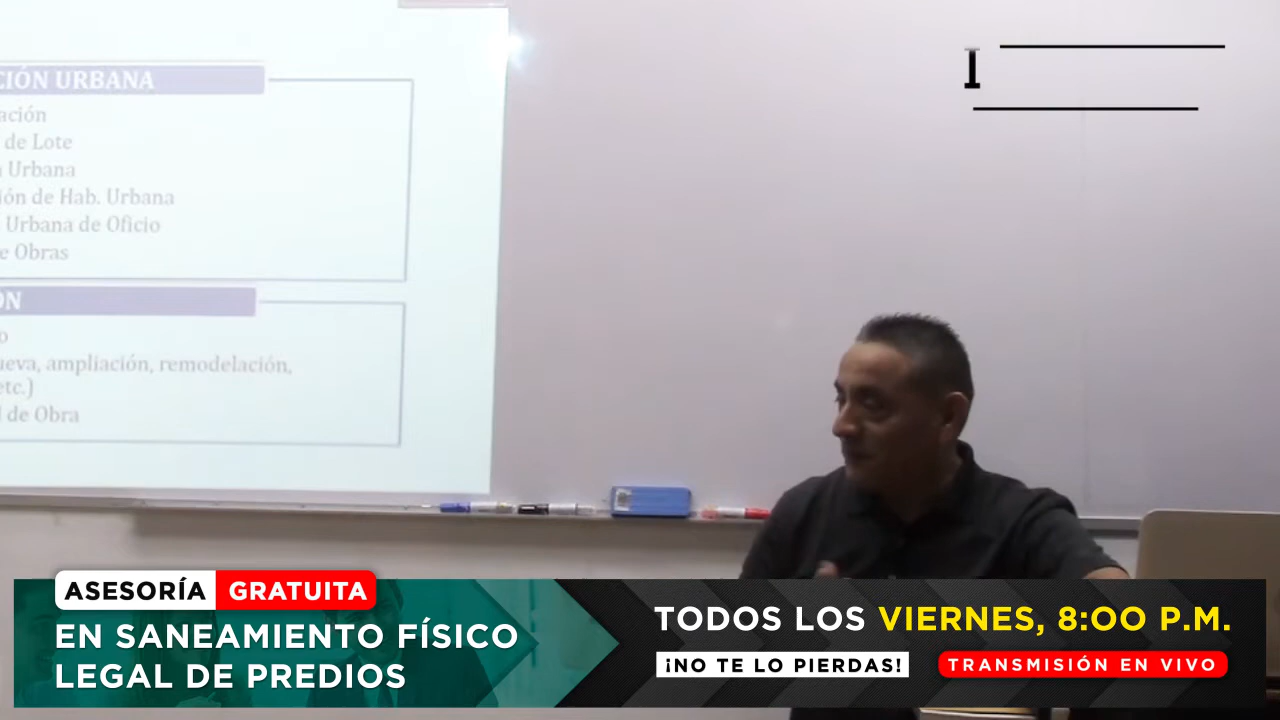 CIÓN URBANA
ación
de Lote
Urbana
ión de Hab. Urbana
Urbana de Oficio
e Obras
ÓN
o
ueva, ampliación, remodelación,
etc.)
l de Obra
I
ASESORÍA GRATUITA
EN SANEAMIENTO FÍSICO
LEGAL DE PREDIOS
TODOS LOS VIERNES, 8:00 P.M.
¡NO TE LO PIERDAS!
TRANSMISIÓN EN VIVO